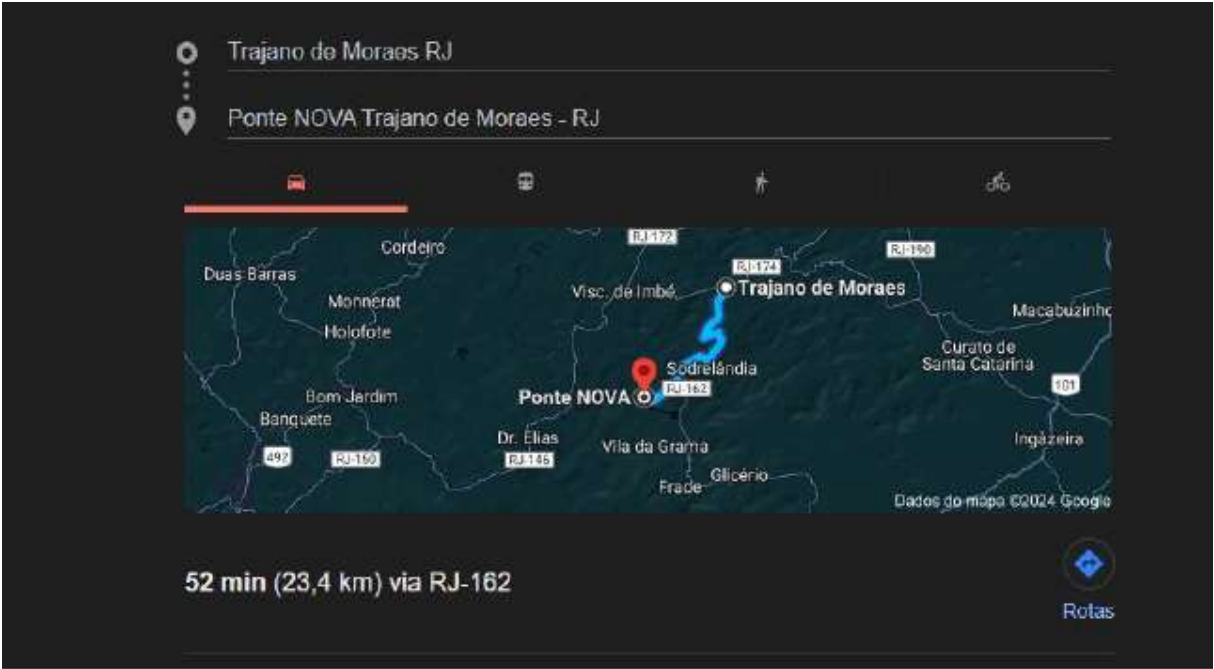 Trajano de Moraes RJ
Ponte NOVA Trajano de Moraes - RJ
Cordeiro
RJ-172
RJ-190
Duas Barras
RJ-174
Visc. de Imbé
Trajano de Moraes
Monnerat
Macabuzinho
Holofote
Curato de
Santa Catarina
Sodrelândia
101
Bom Jardim
Ponte NOVA
RJ-162
Banquete
Dr. Elias
Vila da Grama
Ingàzeira
492
RJ-150
RJ-146
Glicério
Frade
Dados do mapa ©2024 Google
52 min (23,4 km) via RJ-162
Rotas